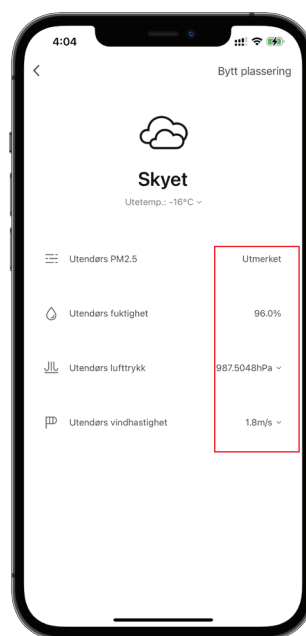 4:04
Bytt plassering
Skyet
Utetemp.: -16°C
Utendørs PM2.5 Utmerket
Utendørs fuktighet 96.0%
Utendørs lufttrykk 987.5048hPa
Utendørs vindhastighet 1.8m/s